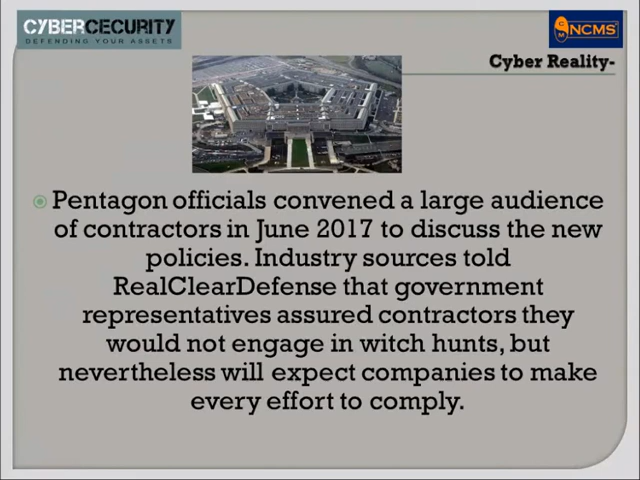 CYBERCECURITY
DEFENDING YOUR ASSETS
NCMS
Cyber Reality-
Pentagon officials convened a large audience
of contractors in June 2017 to discuss the new
policies. Industry sources told
RealClearDefense that government
representatives assured contractors they
would not engage in witch hunts, but
nevertheless will expect companies to make
every effort to comply.